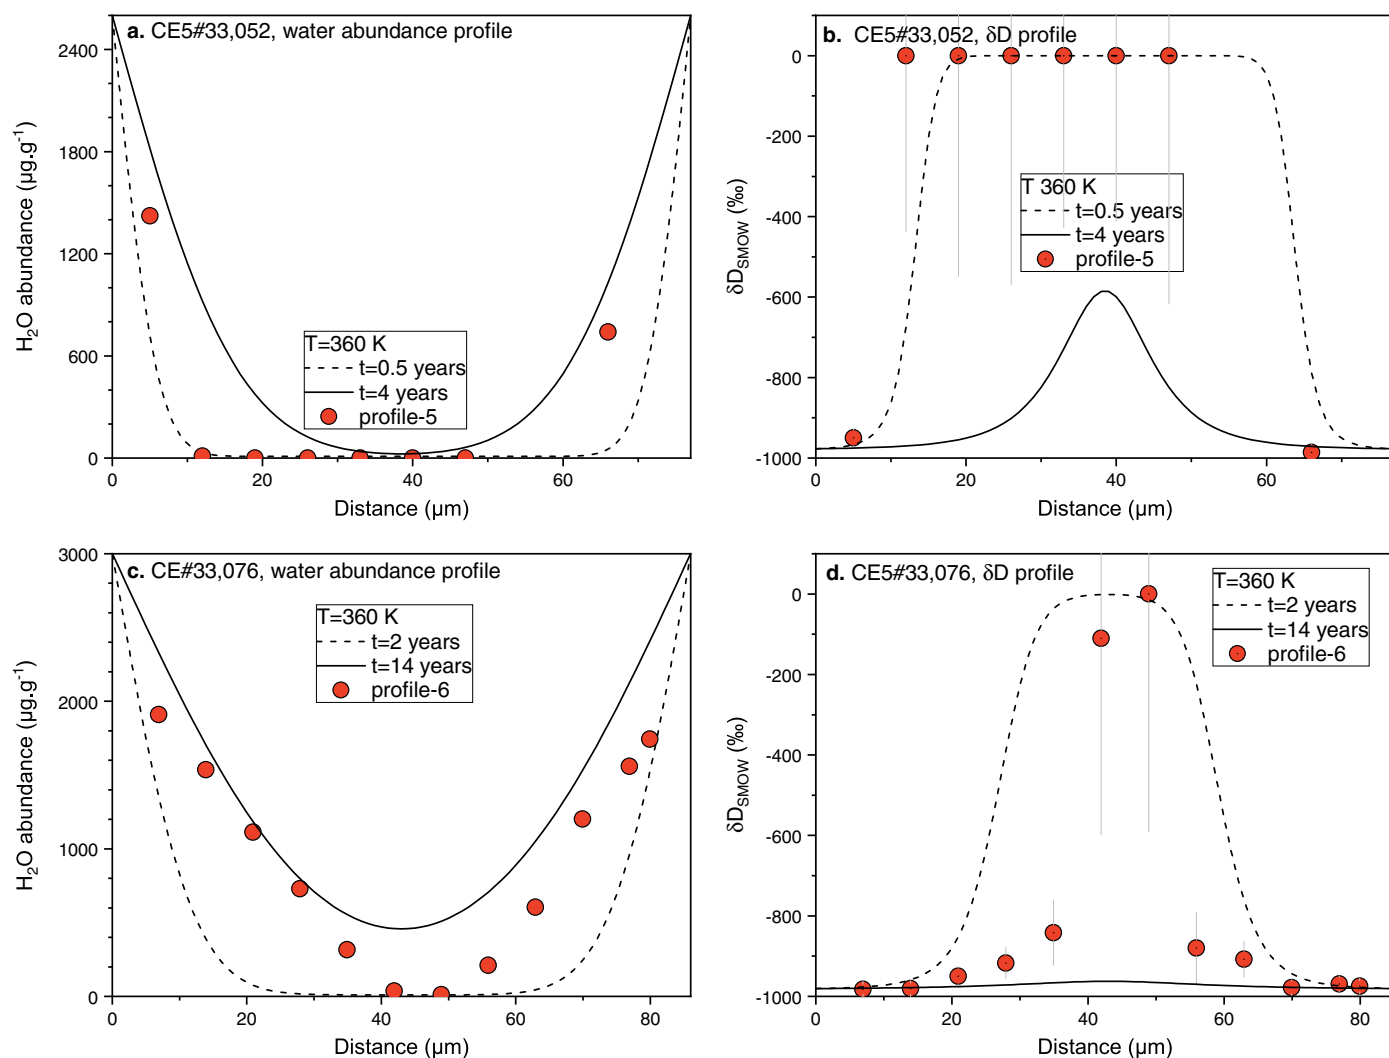 a. CE5#33,052, water abundance profile
2400
1800
1200
600
0
H2O abundance (µg.g-1)
T=360 K
t=0.5 years
t=4 years
profile-5
0 20 40 60
Distance (µm)
b. CE5#33,052, δD profile
0
-200
-400
-600
-800
-1000
δDSMOW (‰)
T 360 K
t=0.5 years
t=4 years
profile-5
0 20 40 60
Distance (µm)
c. CE#33,076, water abundance profile
3000
2000
1000
0
H2O abundance (µg.g-1)
T=360 K
t=2 years
t=14 years
profile-6
0 20 40 60 80
Distance (µm)
d. CE5#33,076, δD profile
0
-200
-400
-600
-800
-1000
δDSMOW (‰)
T=360 K
t=2 years
t=14 years
profile-6
0 20 40 60 80
Distance (µm)